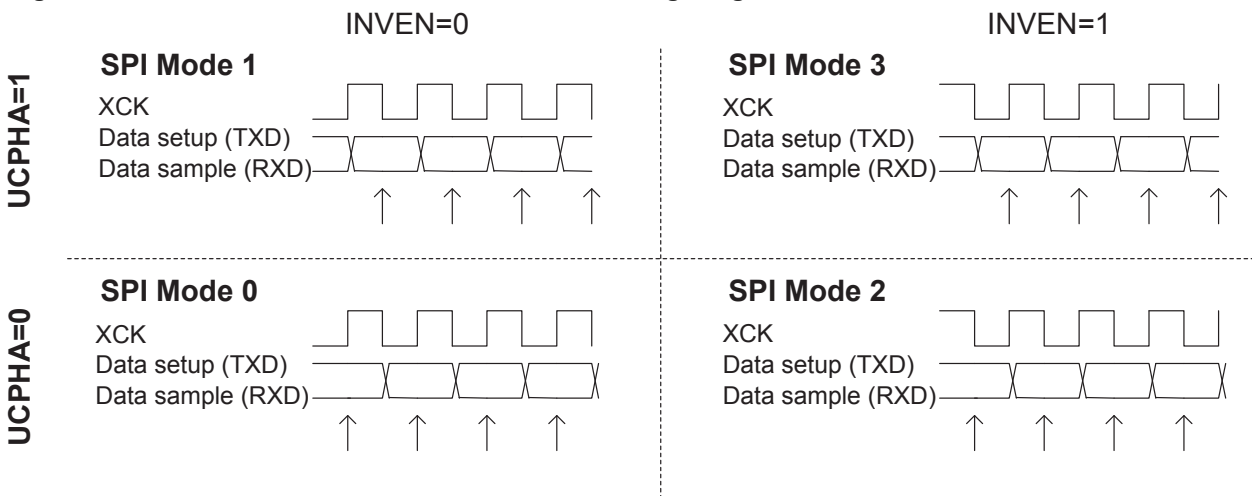 INVEN=0
INVEN=1
UCPHA=1
SPI Mode 1
XCK
Data setup (TXD)
Data sample (RXD)
SPI Mode 3
XCK
Data setup (TXD)
Data sample (RXD)
UCPHA=0
SPI Mode 0
XCK
Data setup (TXD)
Data sample (RXD)
SPI Mode 2
XCK
Data setup (TXD)
Data sample (RXD)